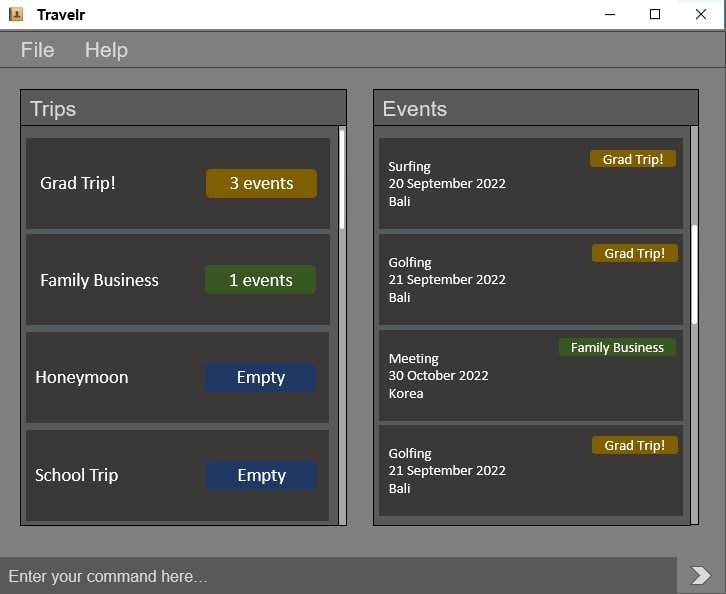 Travelr
File Help
Trips
Grad Trip! 3 events
Family Business 1 events
Honeymoon Empty
School Trip Empty
Events
Grad Trip!
Surfing
20 September 2022
Bali
Grad Trip!
Golfing
21 September 2022
Bali
Family Business
Meeting
30 October 2022
Korea
Grad Trip!
Golfing
21 September 2022
Bali
Enter your command here…